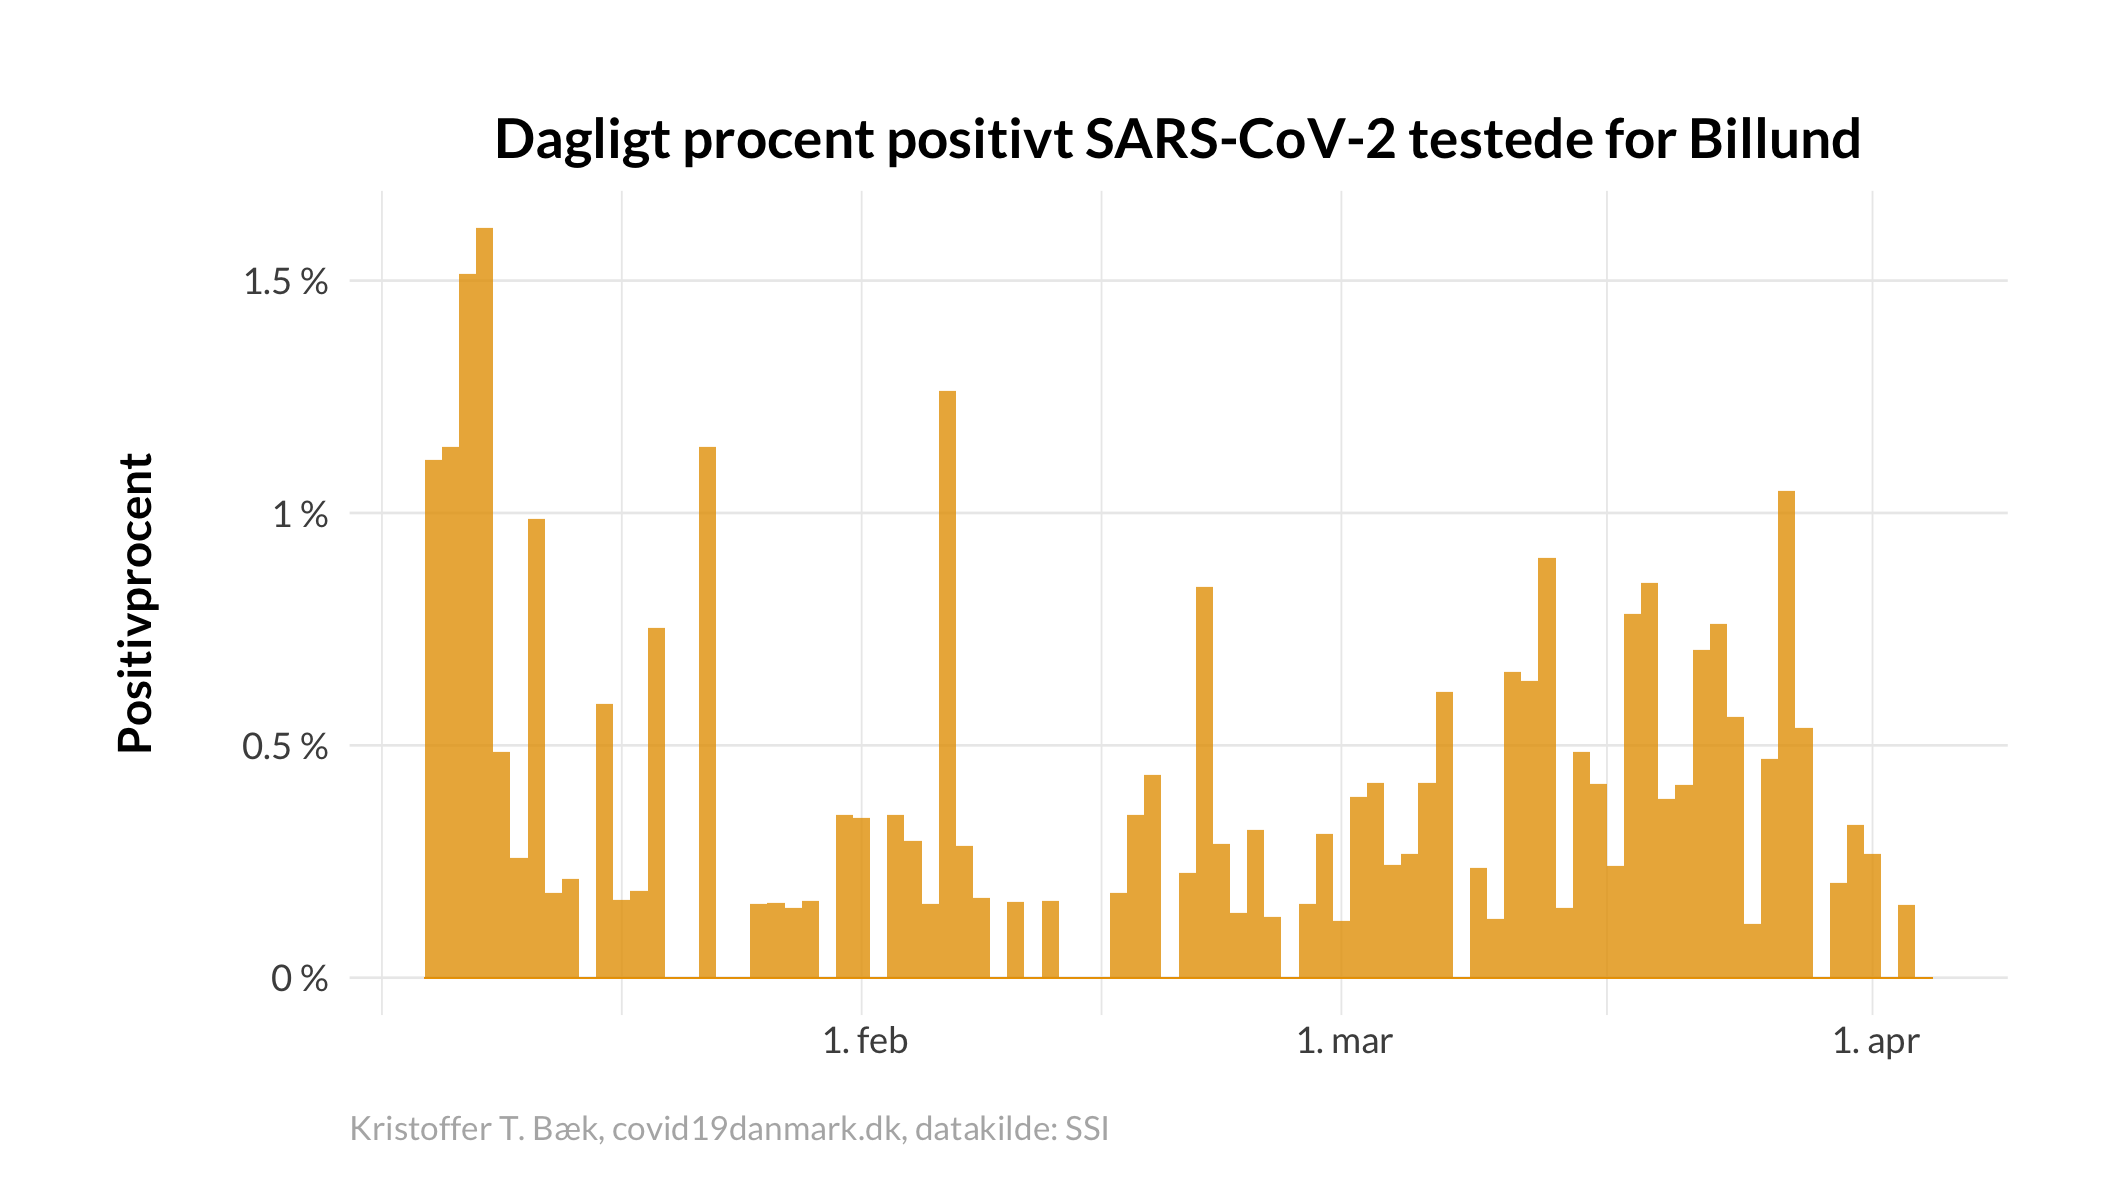 Dagligt procent positivt SARS-CoV-2 testede for Billund
Positivprocent
1.5 %
1 %
0.5 %
0 %
1. feb
1. mar
1. apr
Kristoffer T. Bæk, covid19danmark.dk, datakilde: SSI